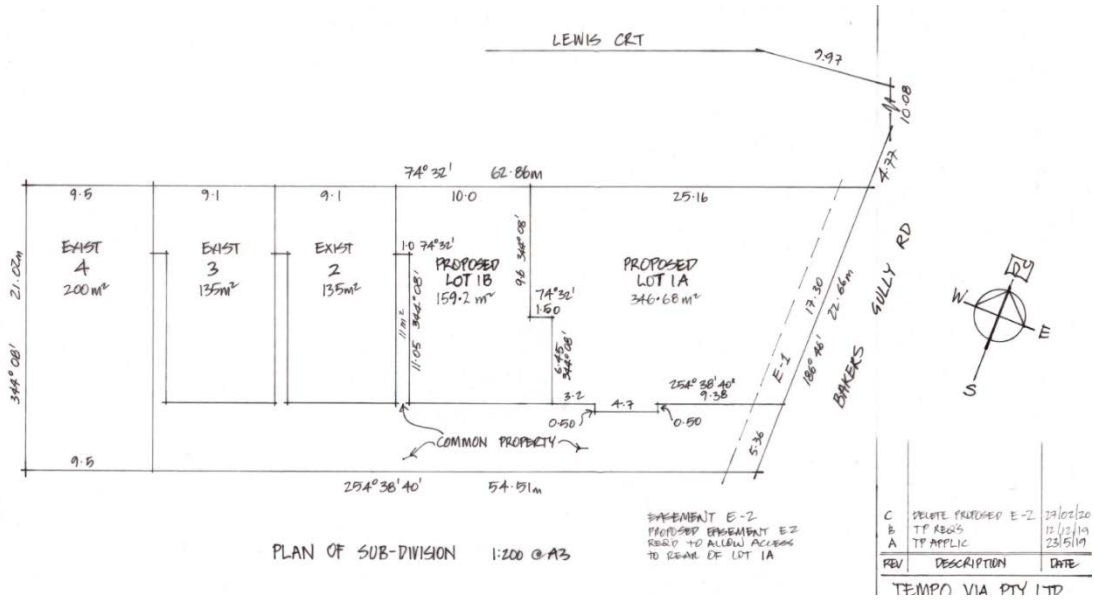 LEWIS CRT
9.97
10.08
4.77
74° 32' 62.86m
9.5
9.1
9.1
10.0
25.16
21.02m
344° 08'
EXIST
4
200 m²
EXIST
3
135m²
EXIST
2
135m²
1.0 74°32'
11 m²
11.05 344°08'
PROPOSED
LOT 1B
159.2 m²
9.6 344°08'
74°32'
1.50
6.45
344°08'
PROPOSED
LOT 1A
346.68 m²
E-1
17.30
22.66m
186° 46'
BAKERS GULLY RD
3.2
4.7
254° 38' 40"
9.38
0.50
0.50
5.36
COMMON PROPERTY
9.5
254° 38' 40' 54.51m
W
E
S
PLAN OF SUB-DIVISION 1:200 @ A3
EASEMENT E-2
PROPOSED EASEMENT E2
REQD TO ALLOW ACCESS
TO REAR OF LOT 1A
C DELETE PROPOSED E-2 27/02/20
B TP REQ'S 12/12/19
A TP APPLIC 23/5/19
REV DESCRIPTION DATE
TEMPO VIA PTY LTD